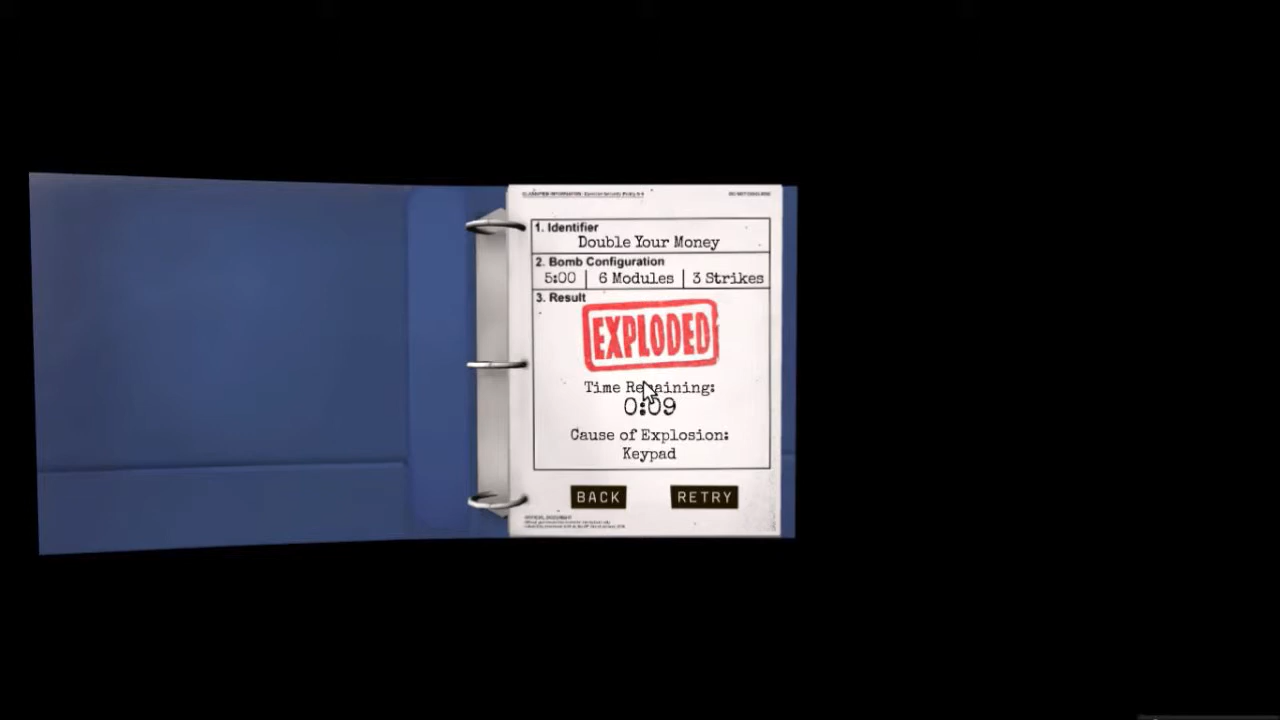 1. Identifier
Double Your Money
2. Bomb Configuration
5:00 6 Modules 3 Strikes
3. Result
EXPLODED
Time Remaining:
0:09
Cause of Explosion:
Keypad
BACK RETRY